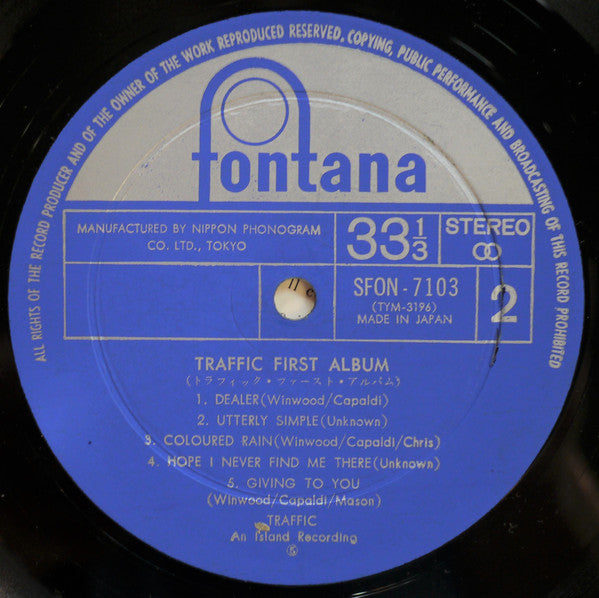 ALL RIGHTS OF THE RECORD PRODUCER AND OF THE OWNER OF THE WORK REPRODUCED RESERVED. COPYING, PUBLIC PERFORMANCE AND BROADCASTING OF THIS RECORD PROHIBITED
fontana
MANUFACTURED BY NIPPON PHONOGRAM
CO. LTD., TOKYO
33 1/3
STEREO
SFON-7103
(TYM-3196)
MADE IN JAPAN
2
TRAFFIC FIRST ALBUM
(トラフィック・ファースト・アルバム)
1. DEALER(Winwood/Capaldi)
2. UTTERLY SIMPLE(Unknown)
3. COLOURED RAIN(Winwood/Capaldi/Chris)
4. HOPE I NEVER FIND ME THERE(Unknown)
5. GIVING TO YOU
(Winwood/Capaldi/Mason)
TRAFFIC
An Island Recording